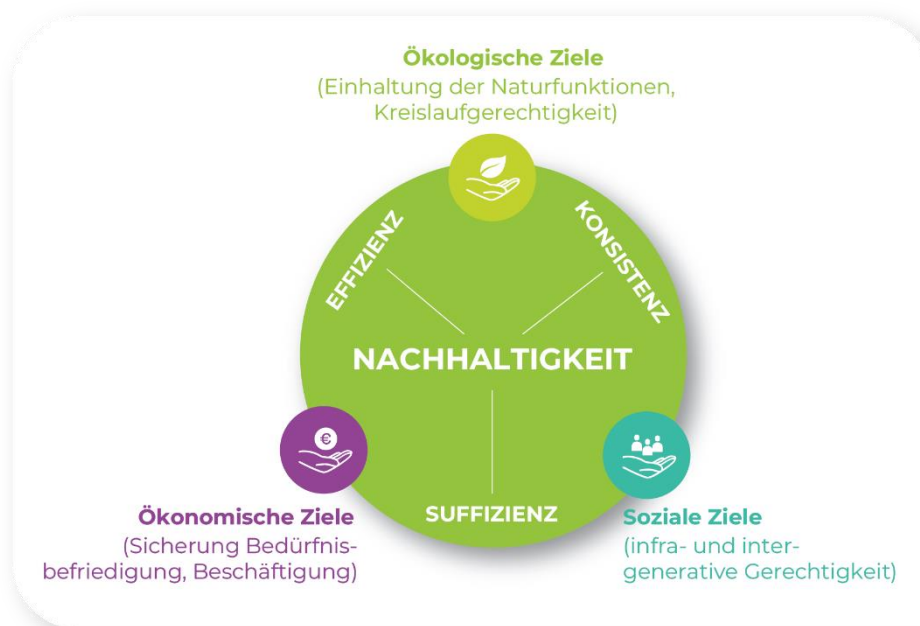 Ökologische Ziele
(Einhaltung der Naturfunktionen,
Kreislaufgerechtigkeit)
EFFIZIENZ
KONSISTENZ
NACHHALTIGKEIT
€
SUFFIZIENZ
Ökonomische Ziele
(Sicherung Bedürfnis-
befriedigung, Beschäftigung)
Soziale Ziele
(infra- und inter-
generative Gerechtigkeit)